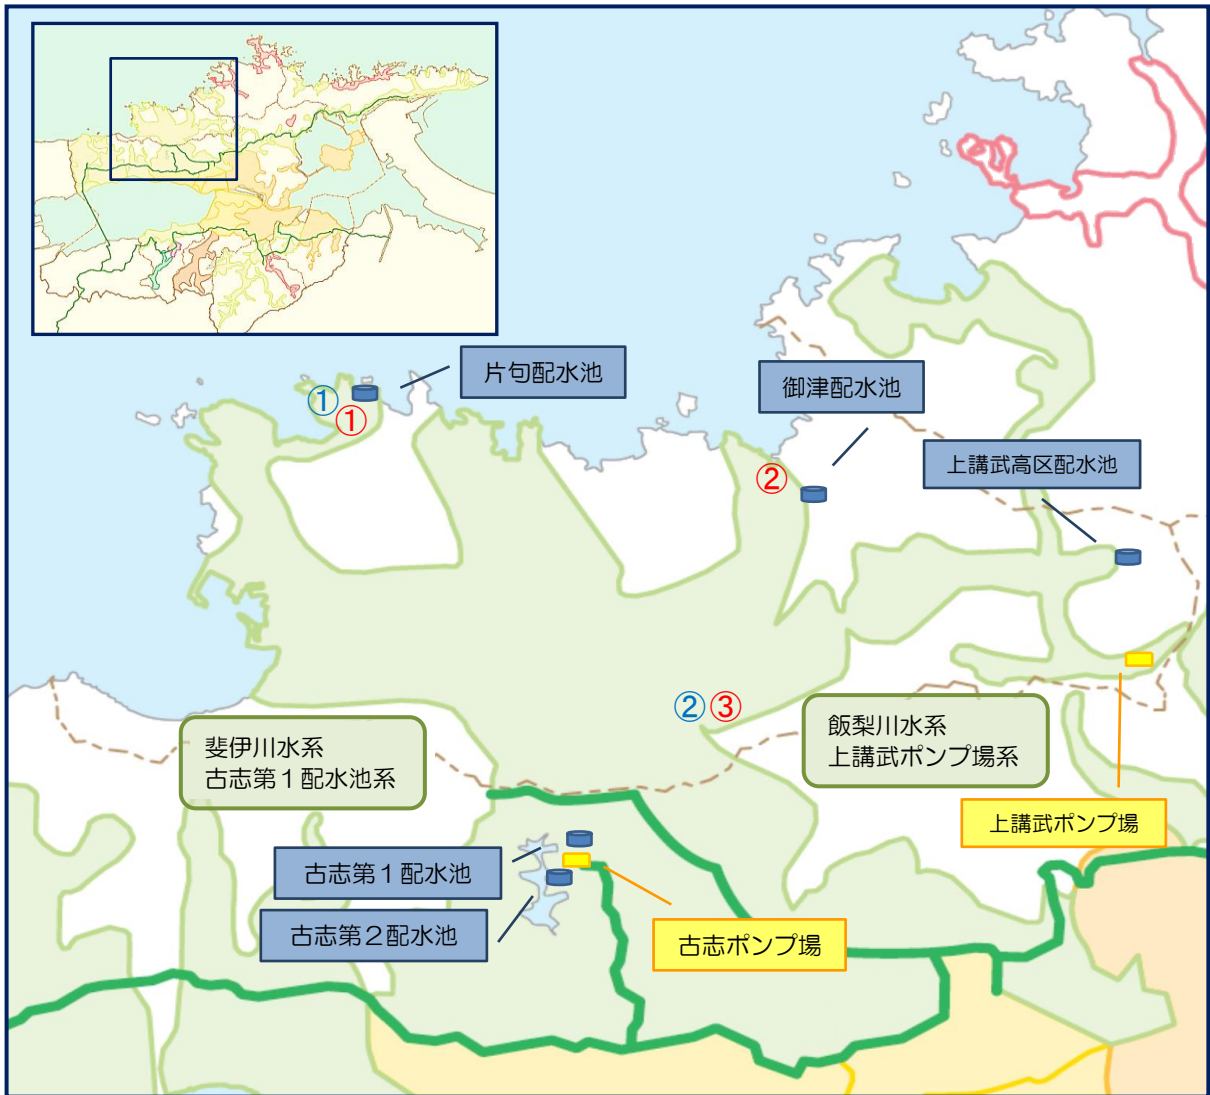 片句配水池
御津配水池
上講武高区配水池
①
①
②
②③
斐伊川水系
古志第1配水池系
飯梨川水系
上講武ポンプ場系
上講武ポンプ場
古志第1配水池
古志第2配水池
古志ポンプ場